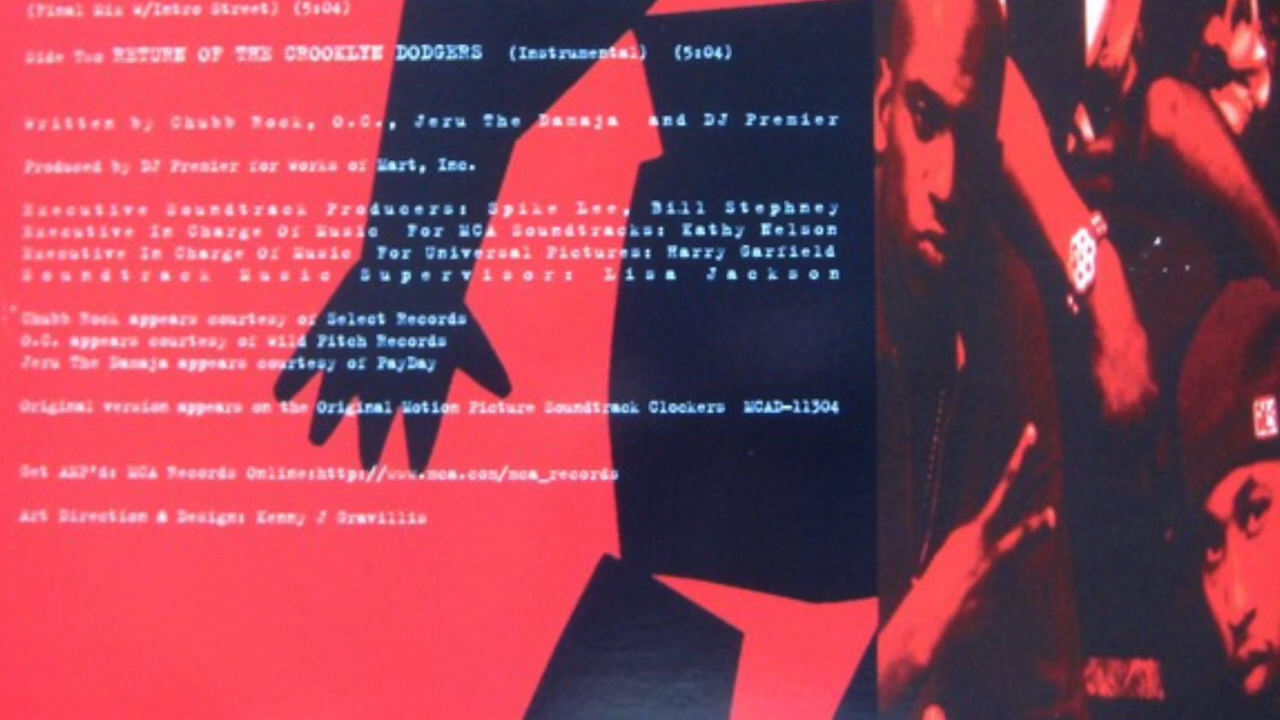 (Final Mix w/Intro Street) (5:04)
Side Two RETURN OF THE CROOKLYN DODGERS (Instrumental) (5:04)
written by Chubb Rock, O.C., Jeru The Damaja and DJ Premier
Produced by DJ Premier for works of Mart, Inc.
Executive Soundtrack Producers: Spike Lee, Bill Stephney
Executive In Charge Of Music For MCA Soundtracks: Kathy Nelson
Executive In Charge Of Music For Universal Pictures: Harry Garfield
Soundtrack Music Supervisor: Lisa Jackson
Chubb Rock appears courtesy of Select Records
O.C. appears courtesy of wild Pitch Records
Jeru The Damaja appears courtesy of PayDay
Original version appears on the Original Motion Picture Soundtrack Clockers MCAD-11304
Get AMP'd: MCA Records Online:http://www.mca.com/mca_records
Art Direction & Design: Kenny J Gravillis